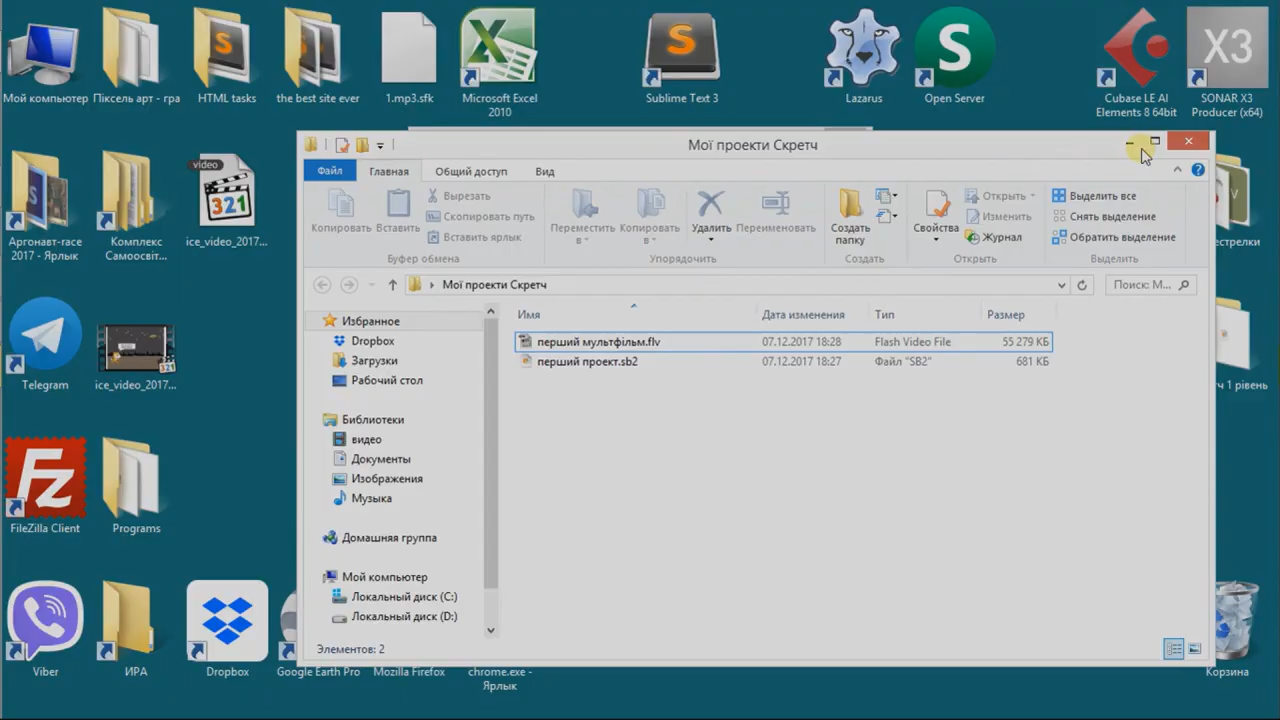 Мой компьютер
Піксель арт - гра
HTML tasks
the best site ever
1.mp3.sfk
Microsoft Excel
2010
Sublime Text 3
Lazarus
Open Server
Cubase LE AI
Elements 8 64bit
X3
SONAR X3
Producer (x64)
Мої проекти Скретч
Файл
Главная
Общий доступ
Вид
Копировать
Вставить
Вырезать
Скопировать путь
Вставить ярлык
Буфер обмена
Переместить
в
Копировать
в
Удалить
Переименовать
Упорядочить
Создать
папку
Создать
Свойства
Открыть
Изменить
Журнал
Открыть
Выделить все
Снять выделение
Обратить выделение
Выделить
Мої проекти Скретч
Поиск: М...
Избранное
Dropbox
Загрузки
Рабочий стол
Библиотеки
видео
Документы
Изображения
Музыка
Домашняя группа
Мой компьютер
Локальный диск (C:)
Локальный диск (D:)
Имя
Дата изменения
Тип
Размер
перший мультфільм.flv
07.12.2017 18:28
Flash Video File
55 279 КБ
перший проект.sb2
07.12.2017 18:27
Файл "SB2"
681 КБ
Элементов: 2
Аргонавт-race
2017 - Ярлык
Комплекс
Самоосвіт...
video
321
ice_video_2017...
Telegram
321
ice_video_2017...
FileZilla Client
Programs
Viber
ИРА
Dropbox
Google Earth Pro
Mozilla Firefox
chrome.exe -
Ярлык
естрелки
ч 1 рівень
Корзина